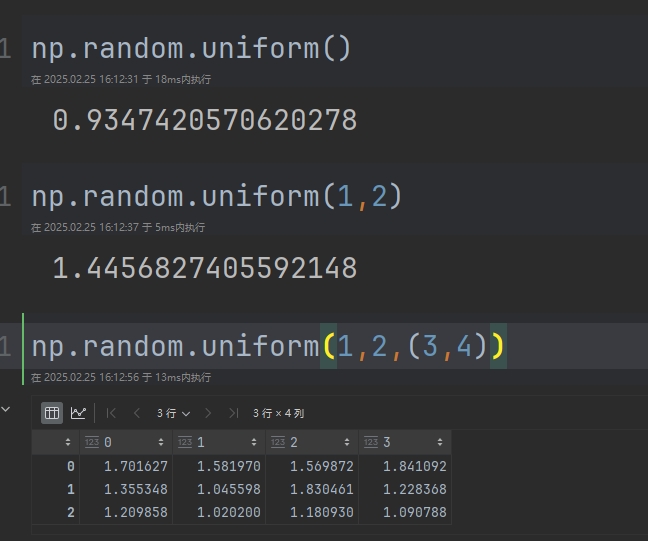 1 np.random.uniform()
在 2025.02.25 16:12:31 于 18ms内执行
0.9347420570620278
1 np.random.uniform(1,2)
在 2025.02.25 16:12:37 于 5ms内执行
1.4456827405592148
1 np.random.uniform(1,2,(3,4))
在 2025.02.25 16:12:56 于 13ms内执行
3 行 3 行 × 4 列
123 0 123 1 123 2 123 3
0 1.701627 1.581970 1.569872 1.841092
1 1.355348 1.045598 1.830461 1.228368
2 1.209858 1.020200 1.180930 1.090788